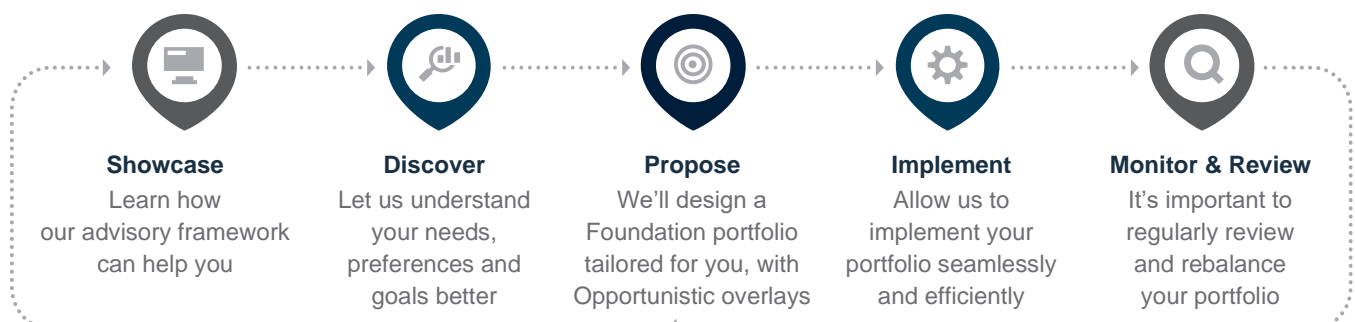 Showcase
Learn how
our advisory framework
can help you
Discover
Let us understand
your needs,
preferences and
goals better
Propose
We'll design a
Foundation portfolio
tailored for you, with
Opportunistic overlays
Implement
Allow us to
implement your
portfolio seamlessly
and efficiently
Monitor & Review
It's important to
regularly review
and rebalance
your portfolio